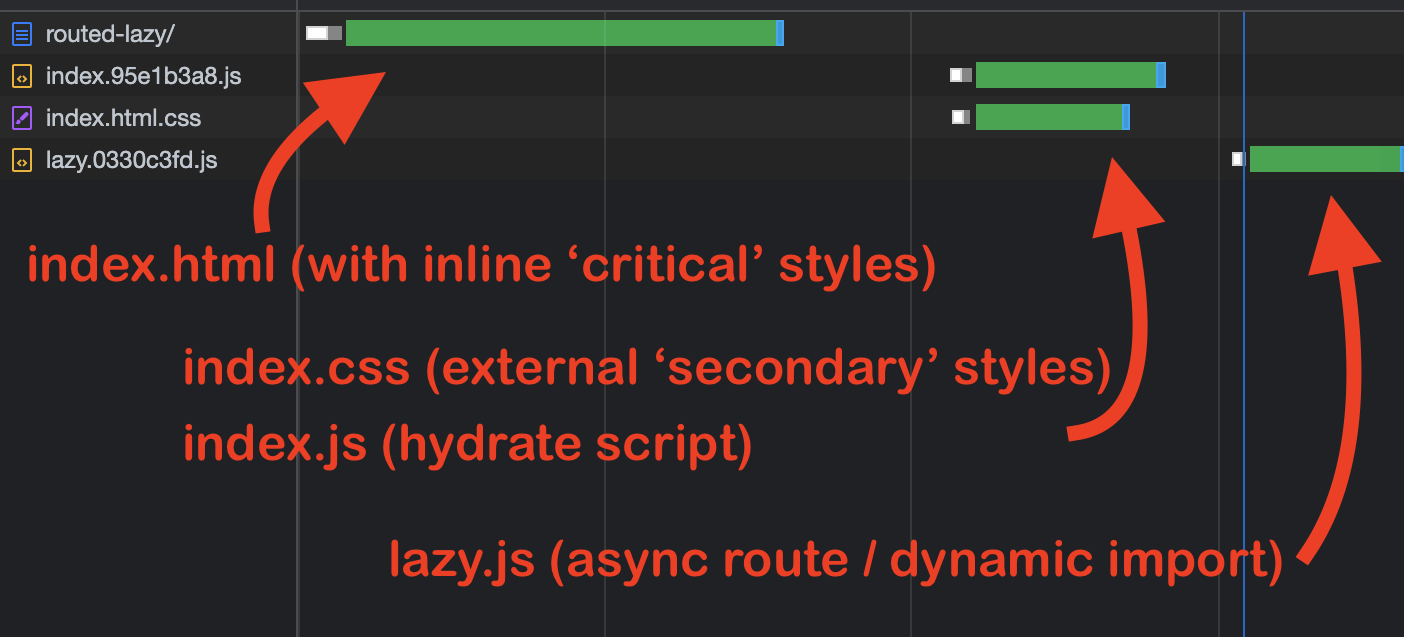 routed-lazy/
index.95e1b3a8.js
index.html.css
lazy.0330c3fd.js
index.html (with inline ‘critical’ styles)
index.css (external ‘secondary’ styles)
index.js (hydrate script)
lazy.js (async route / dynamic import)